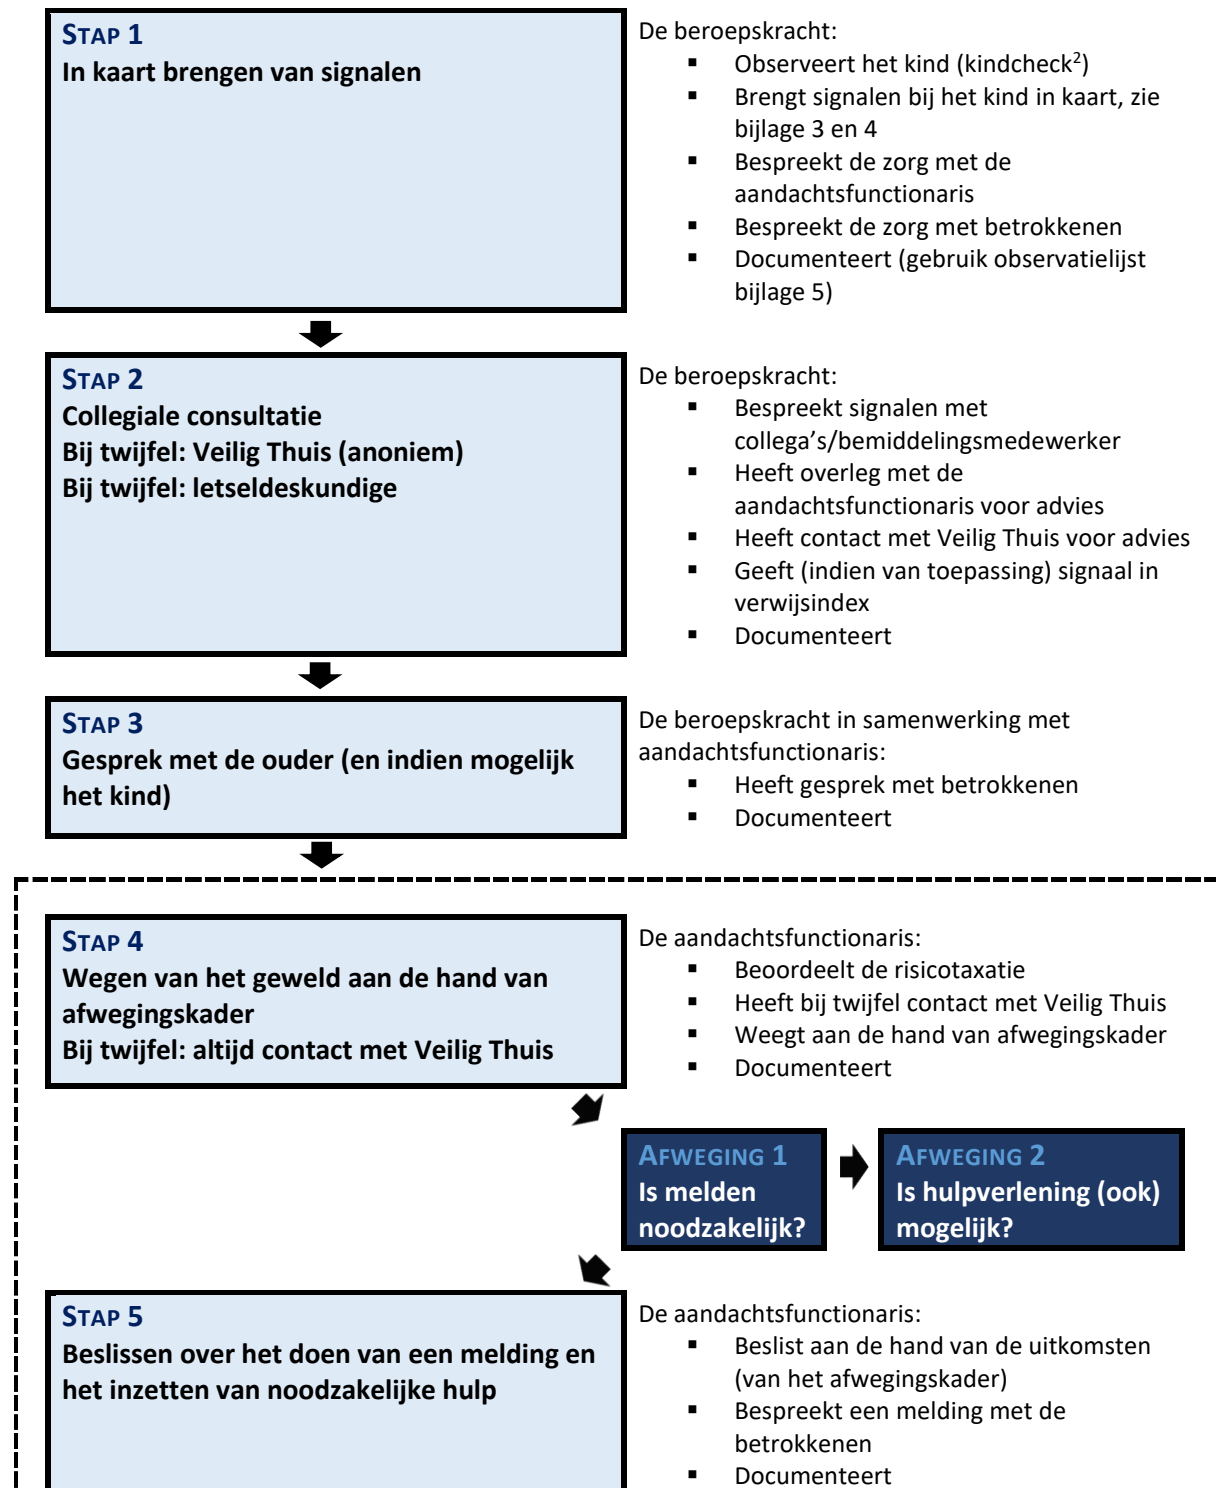 STAP 1
In kaart brengen van signalen
De beroepskracht:
▪ Observeert het kind (kindcheck²)
▪ Brengt signalen bij het kind in kaart, zie
bijlage 3 en 4
▪ Bespreekt de zorg met de
aandachtsfunctionaris
▪ Bespreekt de zorg met betrokkenen
▪ Documenteert (gebruik observatielijst
bijlage 5)
STAP 2
Collegiale consultatie
Bij twijfel: Veilig Thuis (anoniem)
Bij twijfel: letseldeskundige
De beroepskracht:
▪ Bespreekt signalen met
collega’s/bemiddelingsmedewerker
▪ Heeft overleg met de
aandachtsfunctionaris voor advies
▪ Heeft contact met Veilig Thuis voor advies
▪ Geeft (indien van toepassing) signaal in
verwijsindex
▪ Documenteert
STAP 3
Gesprek met de ouder (en indien mogelijk
het kind)
De beroepskracht in samenwerking met
aandachtsfunctionaris:
▪ Heeft gesprek met betrokkenen
▪ Documenteert
STAP 4
Wegen van het geweld aan de hand van
afwegingskader
Bij twijfel: altijd contact met Veilig Thuis
De aandachtsfunctionaris:
▪ Beoordeelt de risicotaxatie
▪ Heeft bij twijfel contact met Veilig Thuis
▪ Weegt aan de hand van afwegingskader
▪ Documenteert
AFWEGING 1
Is melden
noodzakelijk?
AFWEGING 2
Is hulpverlening (ook)
mogelijk?
STAP 5
Beslissen over het doen van een melding en
het inzetten van noodzakelijke hulp
De aandachtsfunctionaris:
▪ Beslist aan de hand van de uitkomsten
(van het afwegingskader)
▪ Bespreekt een melding met de
betrokkenen
▪ Documenteert